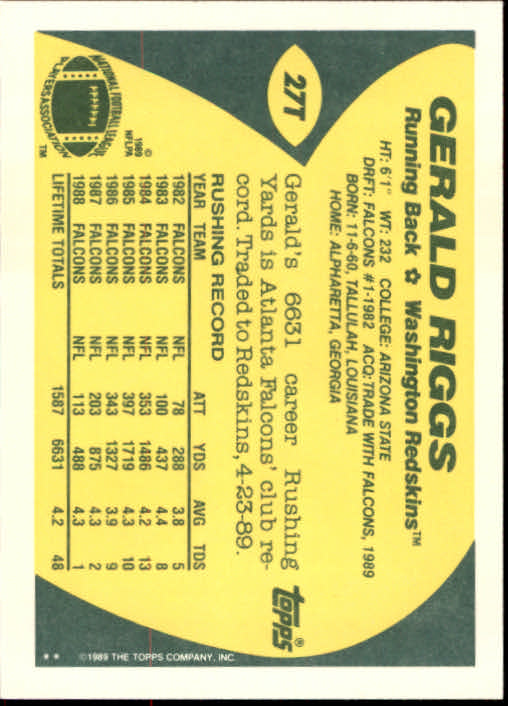 27T
GERALD RIGGS
Running Back ✪ Washington Redskins™
HT: 6'1" WT: 232 COLLEGE: ARIZONA STATE
DRFT: FALCONS #1-1982 ACQ: TRADE WITH FALCONS, 1989
BORN: 11-6-60, TALLULAH, LOUISIANA
HOME: ALPHARETTA, GEORGIA
Gerald's 6631 career Rushing
Yards is Atlanta Falcons' club re-
cord. Traded to Redskins, 4-23-89.
topps®
RUSHING RECORD
YEAR TEAM ATT YDS AVG TDS
1982 FALCONS NFL 78 288 3.8 5
1983 FALCONS NFL 100 437 4.4 8
1984 FALCONS NFL 353 1486 4.2 13
1985 FALCONS NFL 397 1719 4.3 10
1986 FALCONS NFL 343 1327 3.9 9
1987 FALCONS NFL 203 875 4.3 2
1988 FALCONS NFL 113 488 4.3 1
LIFETIME TOTALS 1587 6631 4.2 48
NATIONAL FOOTBALL LEAGUE
PLAYERS ASSOCIATION
TM
©
1989
NFLPA
** ©1989 THE TOPPS COMPANY, INC.